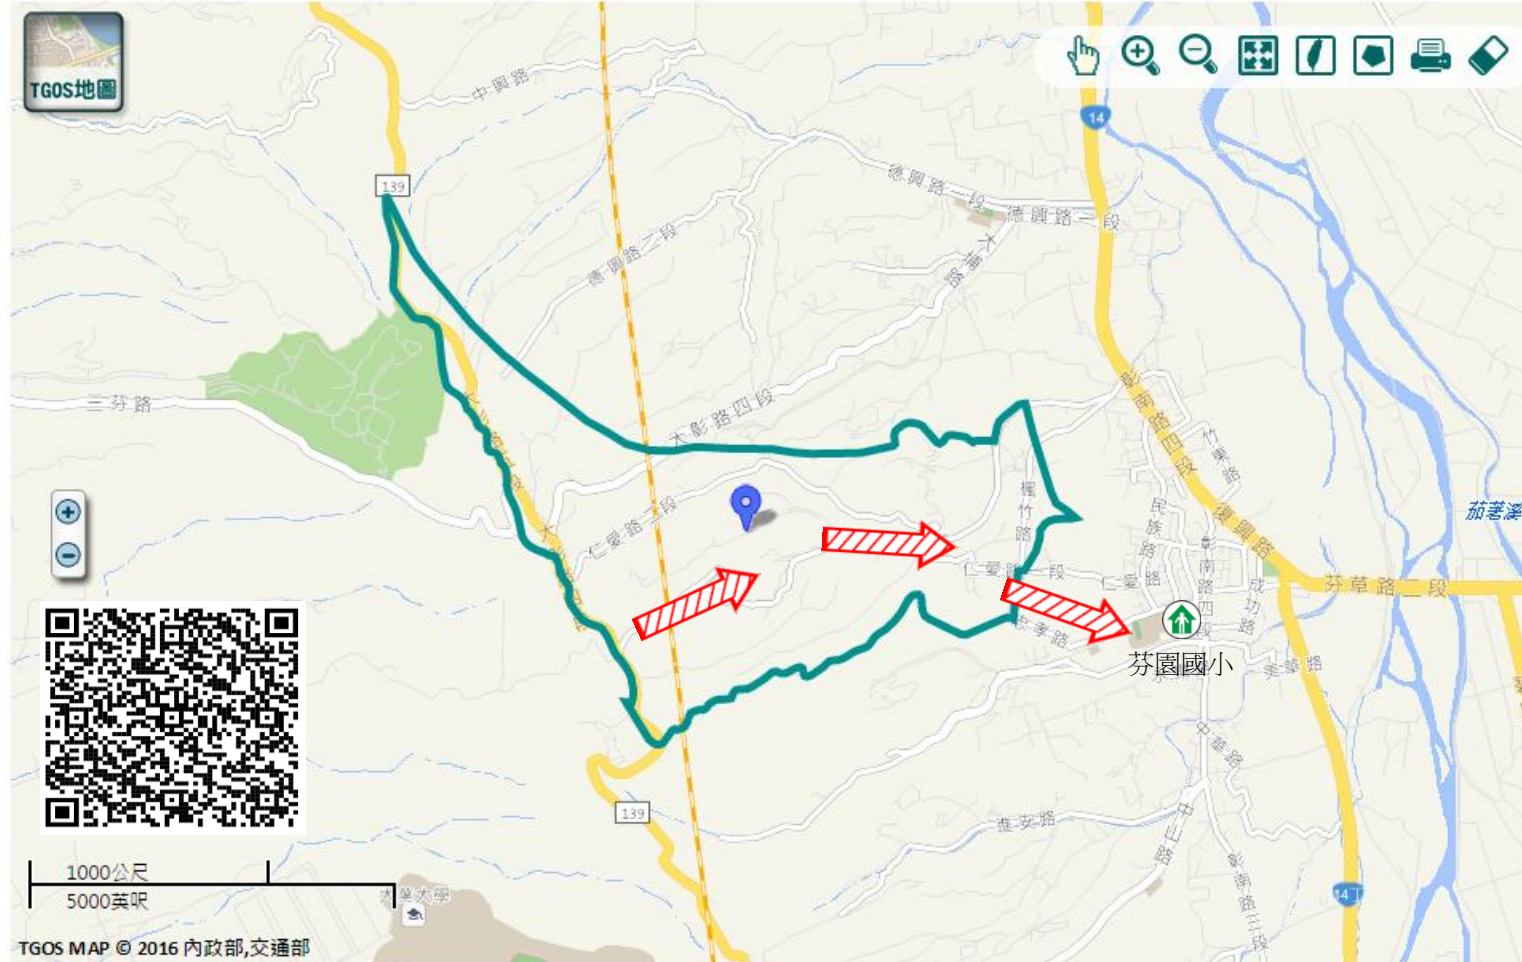 TGOS地圖
139
中興路
14
德興路二段
德興路一段
德興路二段
大埔路
三芬路
大彰路四段
彰南路四段
竹東路
楓竹路
民族路
復興路
茄荖溪
仁愛路二段
仁愛路一段
仁愛路
彰南路四段
成功路
芬草路二段
忠孝路
芬園國小
美華路
文華路
139
進安路
中山路
彰南路三段
14丁
1000公尺
5000英呎
大葉大學
TGOS MAP © 2016 內政部,交通部